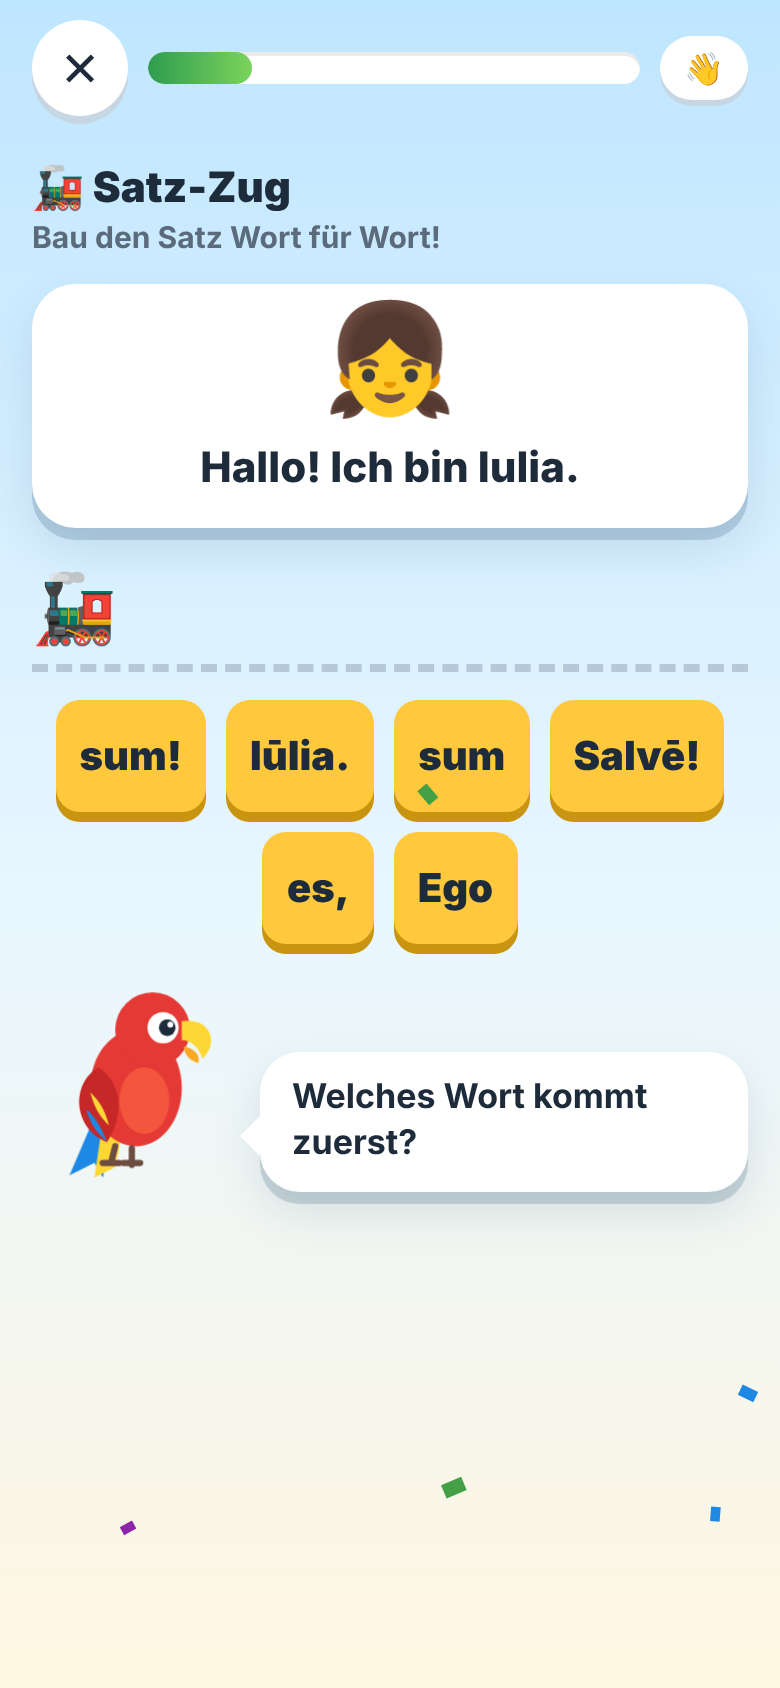 Satz-Zug
Bau den Satz Wort für Wort!
Hallo! Ich bin Iulia.
sum! Iūlia. sum Salvē!
es, Ego
Welches Wort kommt
zuerst?